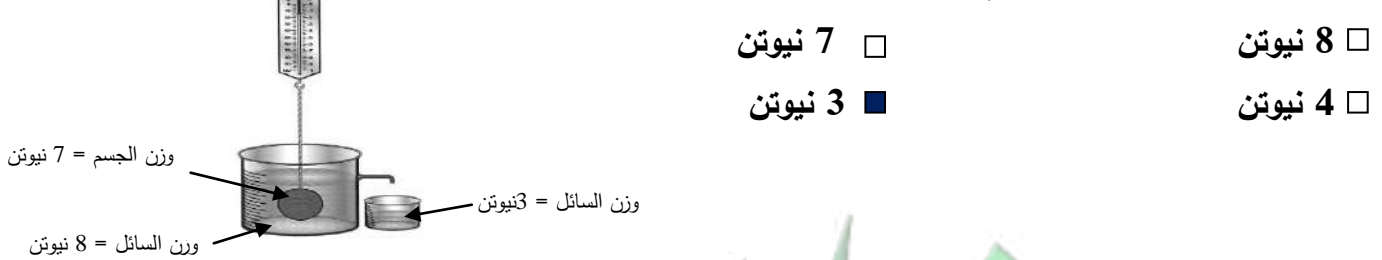 □ 8 نيوتن □ 7 نيوتن
□ 4 نيوتن ■ 3 نيوتن
وزن الجسم = 7 نيوتن
وزن السائل = 3نيوتن
ورن السائل = 8 نيوتن